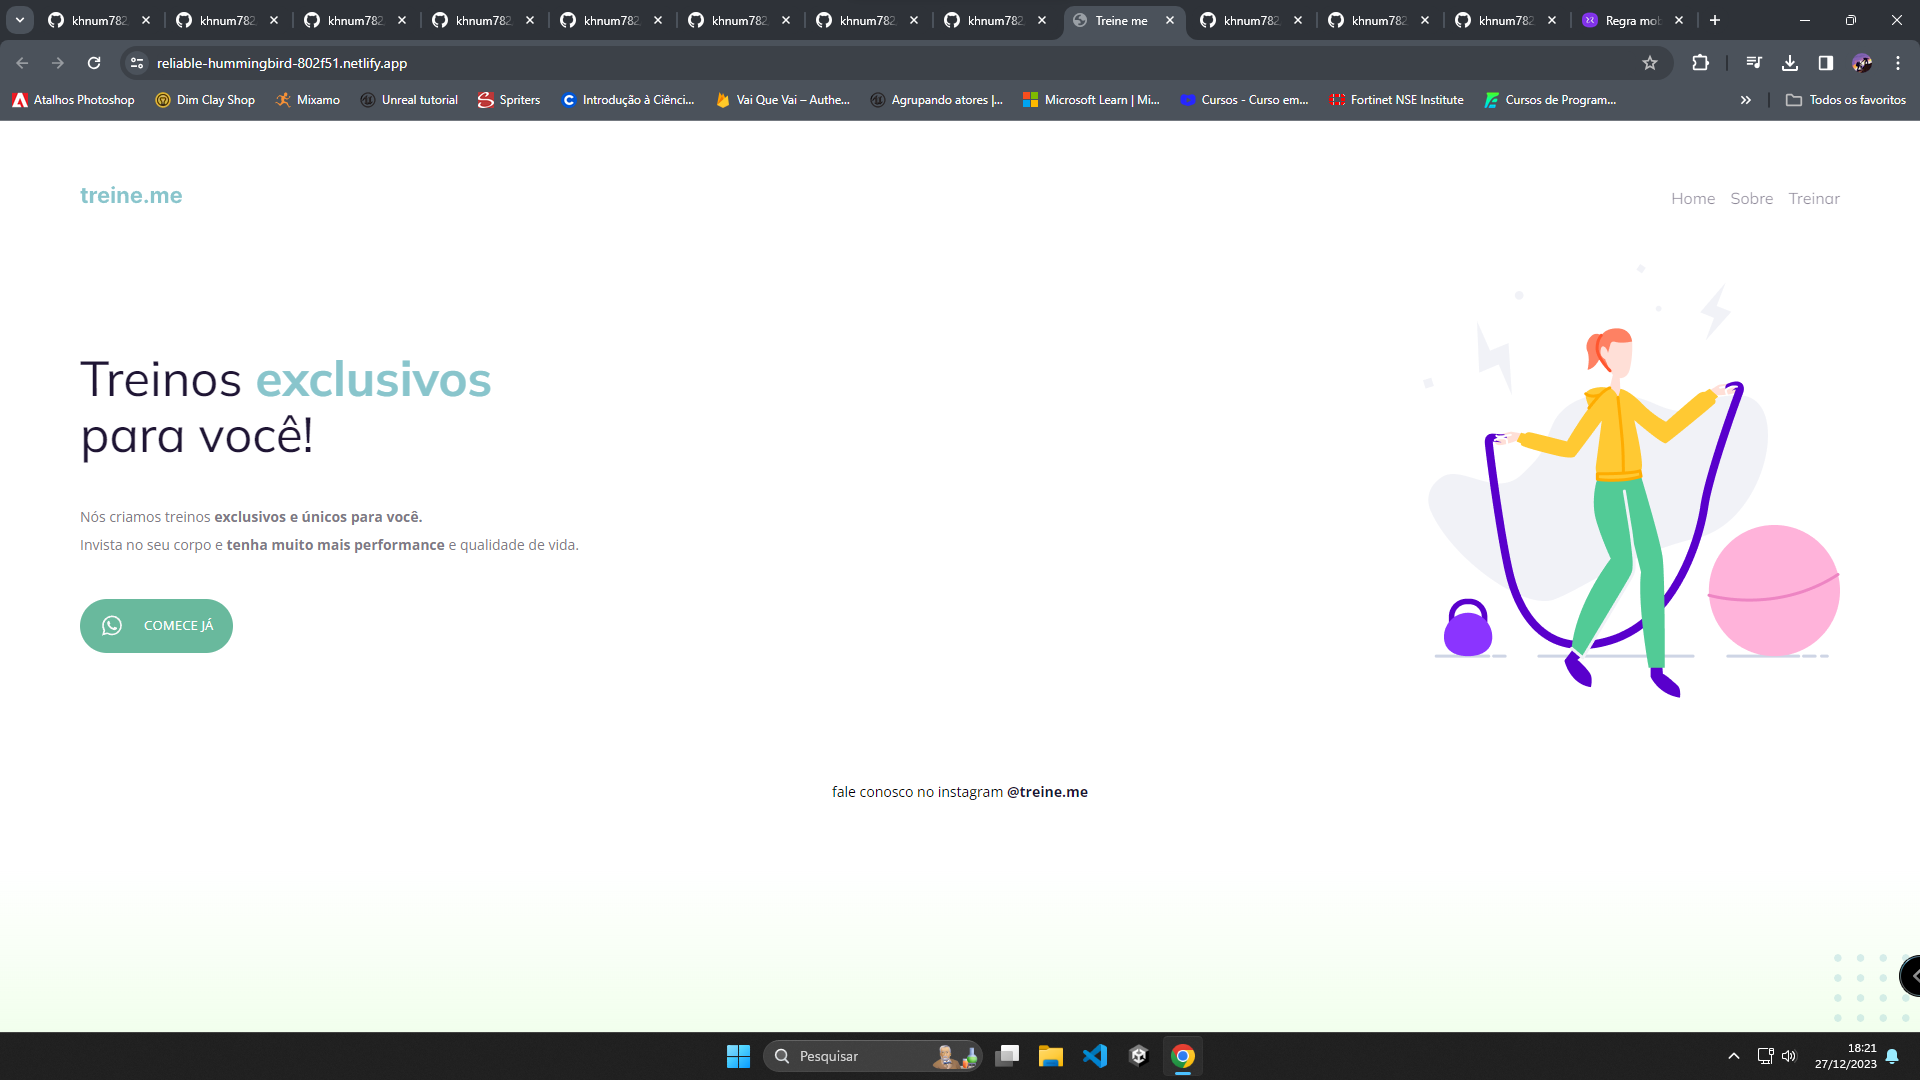 khnum782
khnum782
khnum782
khnum782
khnum782
khnum782
khnum782
khnum782
Treine me
khnum782
khnum782
khnum782
Regra mob
reliable-hummingbird-802f51.netlify.app
Atalhos Photoshop
Dim Clay Shop
Mixamo
Unreal tutorial
Spriters
Introdução à Ciênci...
Vai Que Vai – Authe...
Agrupando atores |...
Microsoft Learn | Mi...
Cursos - Curso em...
Fortinet NSE Institute
Cursos de Program...
Todos os favoritos
treine.me
Home Sobre Treinar
Treinos exclusivos
para você!
Nós criamos treinos exclusivos e únicos para você.
Invista no seu corpo e tenha muito mais performance e qualidade de vida.
COMECE JÁ
fale conosco no instagram @treine.me
Pesquisar
18:21
27/12/2023